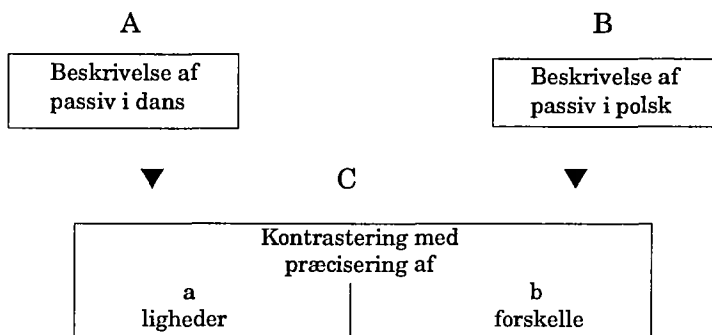 A
Beskrivelse af
passiv i dans
B
Beskrivelse af
passiv i polsk
C
Kontrastering med
præcisering af
a
ligheder
b
forskelle